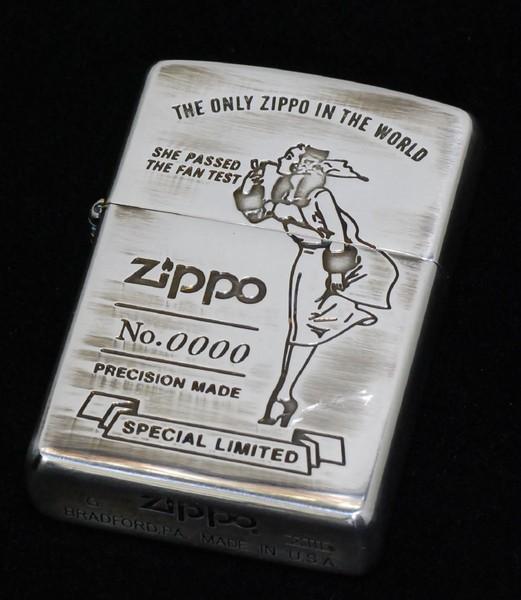 THE ONLY ZIPPO IN THE WORLD
SHE PASSED
THE FAN TEST
Zippo
No.0000
PRECISION MADE
SPECIAL LIMITED
G Zippo
BRADFORD,PA. MADE IN U.S.A.